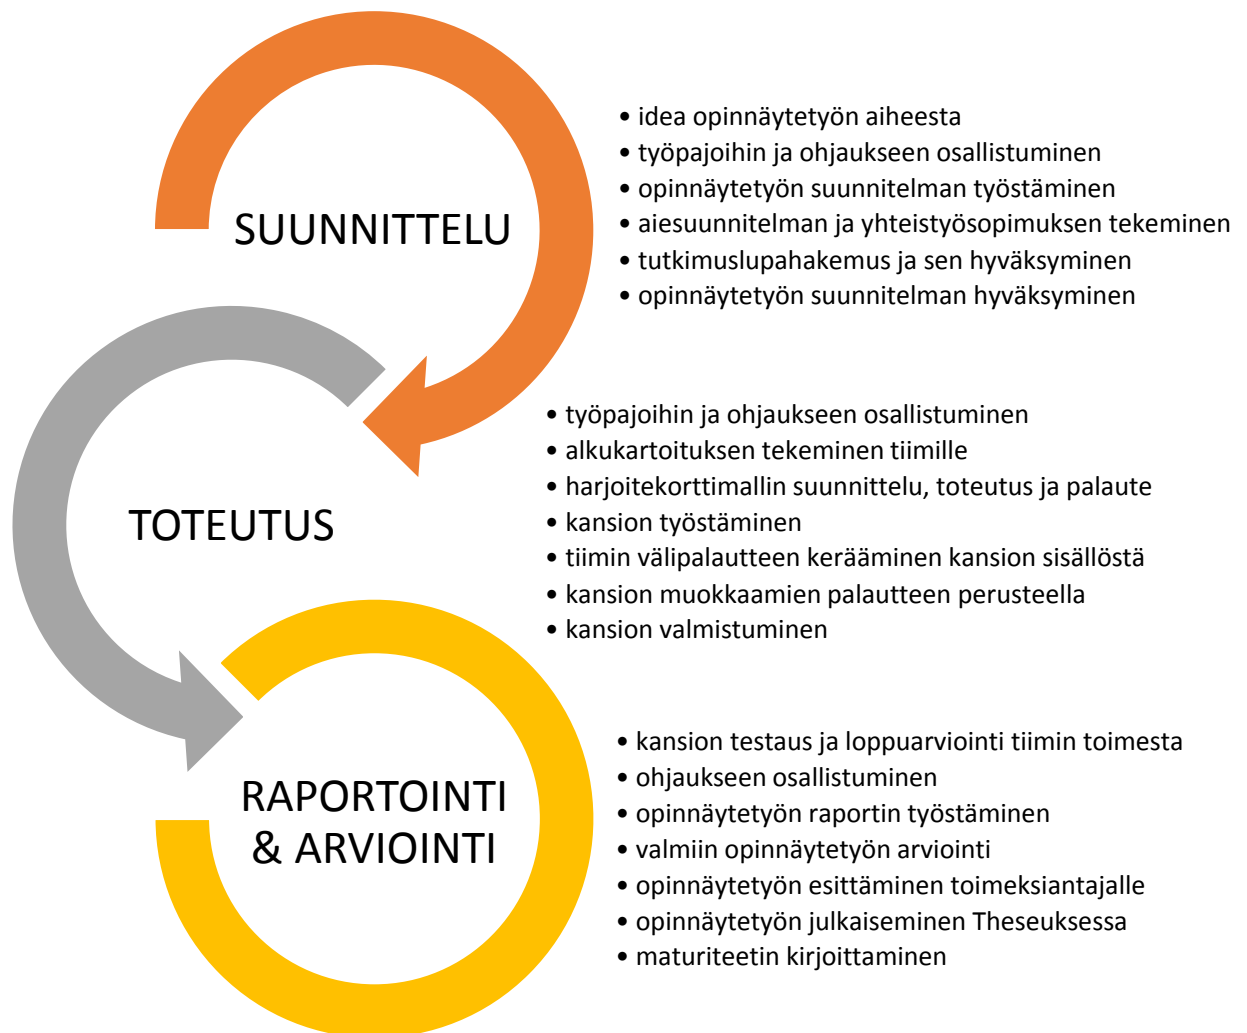 SUUNNITTELU
• idea opinnäytetyön aiheesta
• työpajoihin ja ohjaukseen osallistuminen
• opinnäytetyön suunnitelman työstäminen
• aiesuunnitelman ja yhteistyösopimuksen tekeminen
• tutkimuslupahakemus ja sen hyväksyminen
• opinnäytetyön suunnitelman hyväksyminen
TOTEUTUS
• työpajoihin ja ohjaukseen osallistuminen
• alkukartoituksen tekeminen tiimille
• harjoitekorttimallin suunnittelu, toteutus ja palaute
• kansion työstäminen
• tiimin välipalautteen kerääminen kansion sisällöstä
• kansion muokkaamien palautteen perusteella
• kansion valmistuminen
RAPORTOINTI
& ARVIOINTI
• kansion testaus ja loppuarviointi tiimin toimesta
• ohjaukseen osallistuminen
• opinnäytetyön raportin työstäminen
• valmiin opinnäytetyön arviointi
• opinnäytetyön esittäminen toimeksiantajalle
• opinnäytetyön julkaiseminen Theseuksessa
• maturiteetin kirjoittaminen